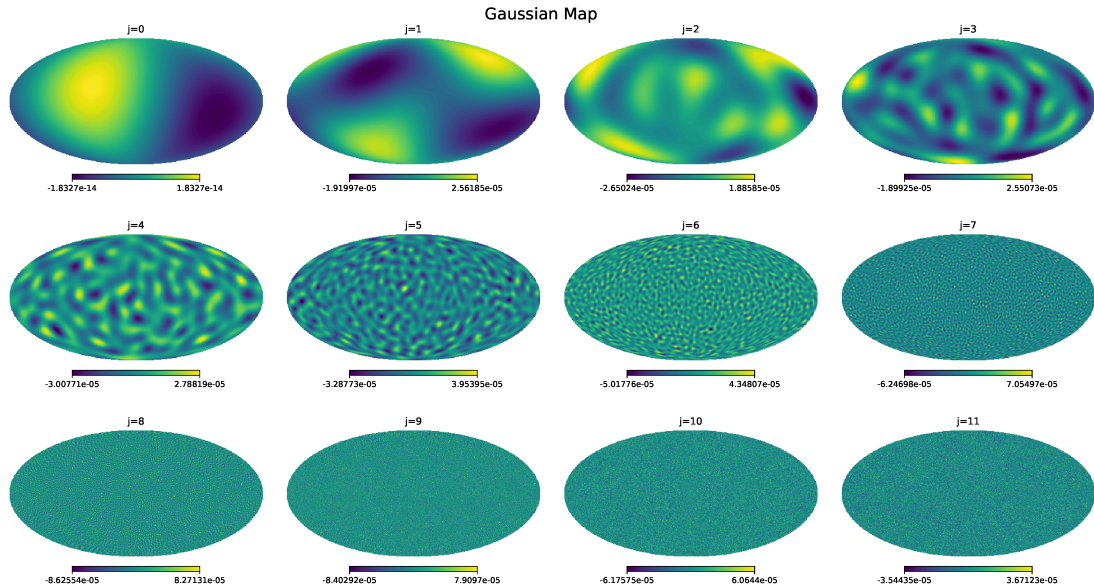 Gaussian Map
j=0 j=1 j=2 j=3
-1.8327e-14 1.8327e-14 -1.91997e-05 2.56185e-05 -2.65024e-05 1.88585e-05 -1.89925e-05 2.55073e-05
j=4 j=5 j=6 j=7
-3.00771e-05 2.78819e-05 -3.28773e-05 3.95395e-05 -5.01776e-05 4.34807e-05 -6.24698e-05 7.05497e-05
j=8 j=9 j=10 j=11
-8.62554e-05 8.27131e-05 -8.40292e-05 7.9097e-05 -6.17575e-05 6.0644e-05 -3.54435e-05 3.67123e-05